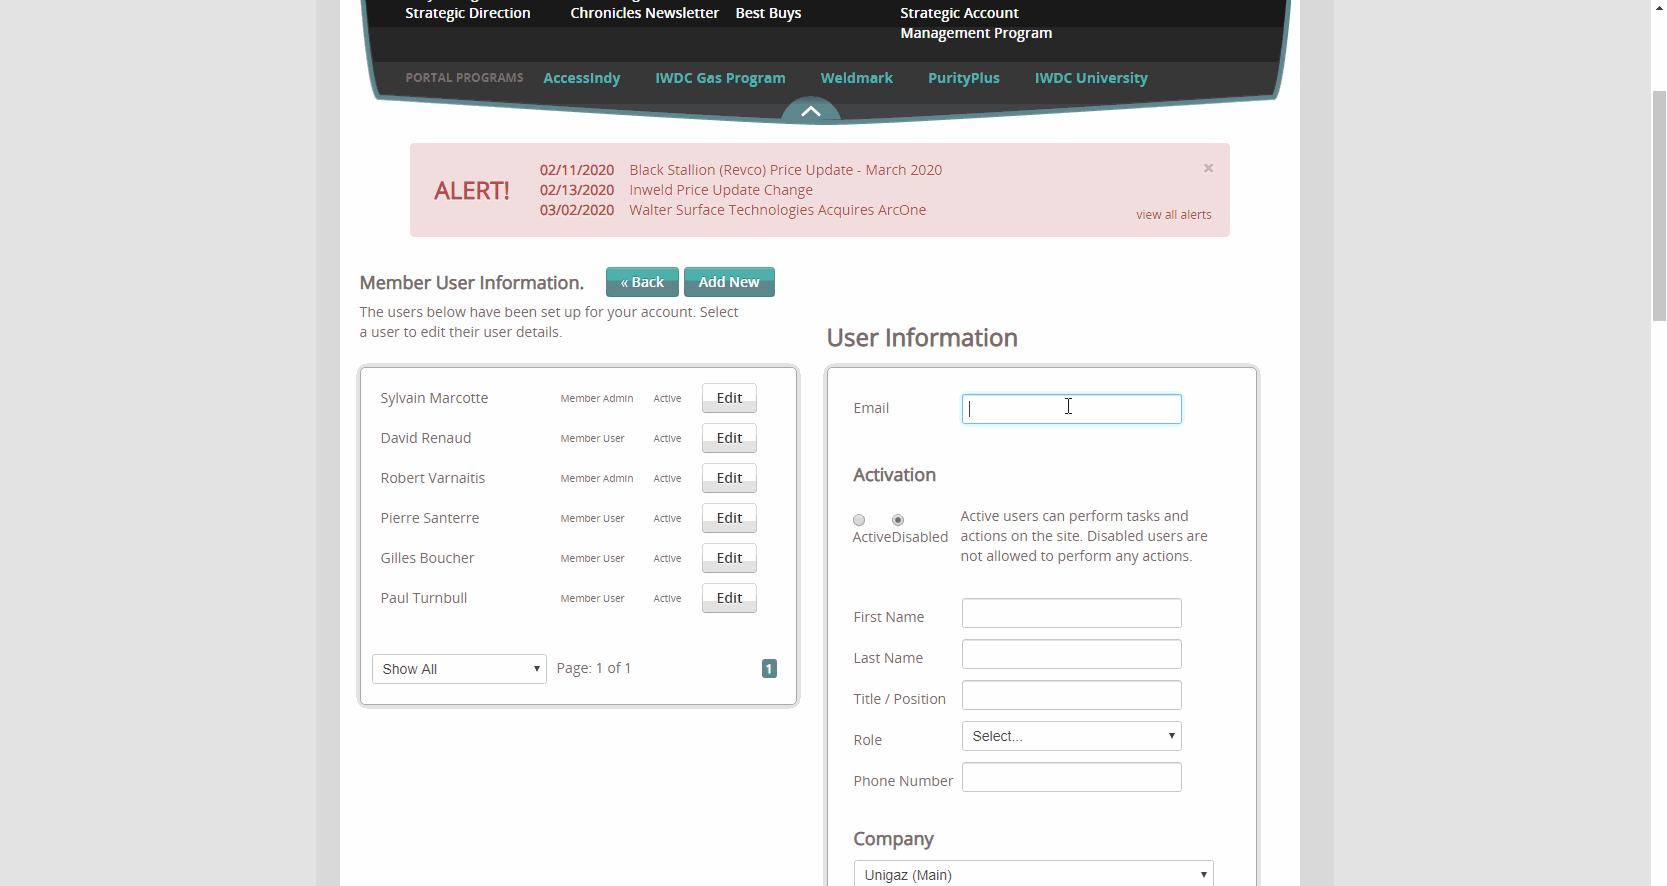 Strategic Direction Chronicles Newsletter Best Buys Strategic Account
Management Program
PORTAL PROGRAMS AccessIndy IWDC Gas Program Weldmark PurityPlus IWDC University
ALERT!
02/11/2020 Black Stallion (Revco) Price Update - March 2020
02/13/2020 Inweld Price Update Change
03/02/2020 Walter Surface Technologies Acquires ArcOne
×
view all alerts
Member User Information. « Back Add New
The users below have been set up for your account. Select
a user to edit their user details.
Sylvain Marcotte Member Admin Active Edit
David Renaud Member User Active Edit
Robert Varnaitis Member Admin Active Edit
Pierre Santerre Member User Active Edit
Gilles Boucher Member User Active Edit
Paul Turnbull Member User Active Edit
Show All Page: 1 of 1 1
User Information
Email
Activation
ActiveDisabled
Active users can perform tasks and
actions on the site. Disabled users are
not allowed to perform any actions.
First Name
Last Name
Title / Position
Role Select...
Phone Number
Company
Unigaz (Main)